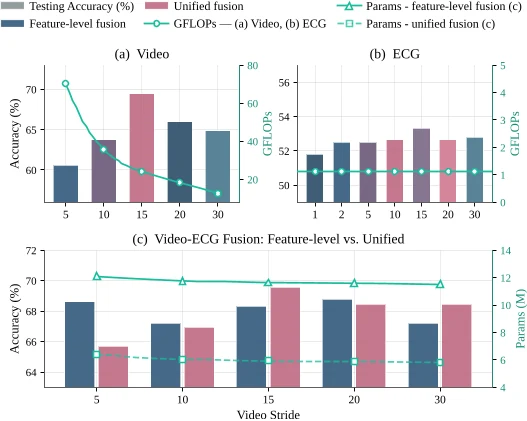 Testing Accuracy (%) Unified fusion Params - feature-level fusion (c)
Feature-level fusion GFLOPs — (a) Video, (b) ECG Params - unified fusion (c)
(a) Video (b) ECG
Accuracy (%)
70
65
60
80
60
40
20
GFLOPs
5 10 15 20 30
56
54
52
50
5
4
3
2
1
0
GFLOPs
1 2 5 10 15 20 30
(c) Video-ECG Fusion: Feature-level vs. Unified
Accuracy (%)
72
70
68
66
64
14
12
10
8
6
4
Params (M)
5 10 15 20 30
Video Stride